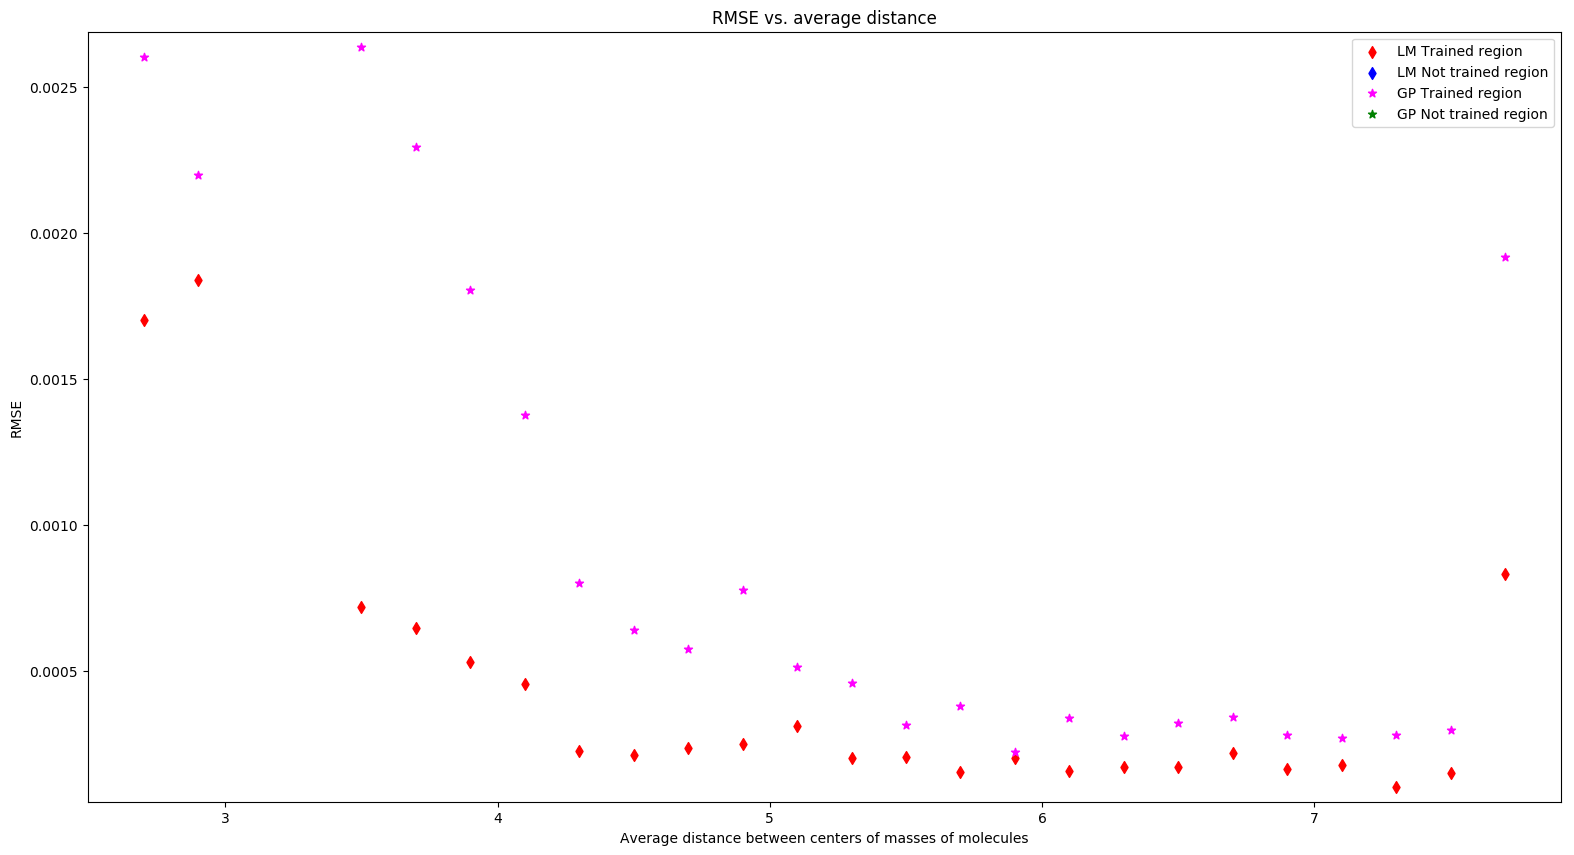 RMSE vs. average distance
LM Trained region
LM Not trained region
GP Trained region
GP Not trained region
RMSE
0.0025
0.0020
0.0015
0.0010
0.0005
3
4
5
6
7
Average distance between centers of masses of molecules